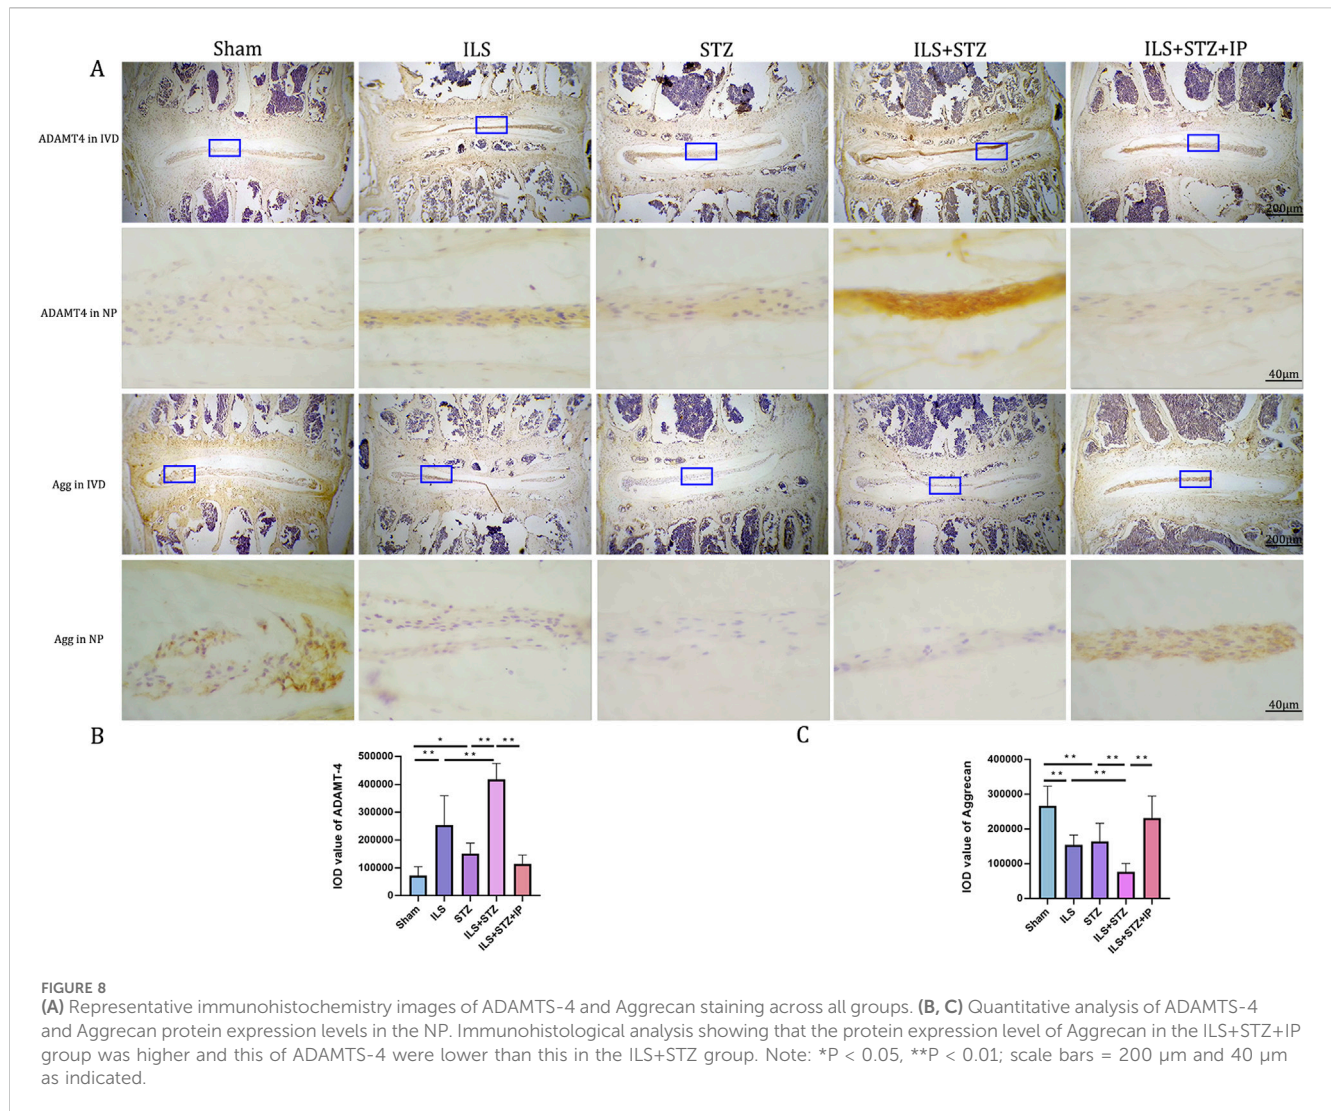 Sham ILS STZ ILS+STZ ILS+STZ+IP
A
ADAMT4 in IVD
200μm
ADAMT4 in NP
40μm
Agg in IVD
200μm
Agg in NP
40μm
B
C
* ** **
** **
500000
400000
300000
200000
100000
0
IOD value of ADAMT-4
Sham ILS STZ ILS+STZ ILS+STZ+IP
** ** **
** **
400000
300000
200000
100000
0
IOD value of Aggrecan
Sham ILS STZ ILS+STZ ILS+STZ+IP
FIGURE 8
(A) Representative immunohistochemistry images of ADAMTS-4 and Aggrecan staining across all groups. (B, C) Quantitative analysis of ADAMTS-4
and Aggrecan protein expression levels in the NP. Immunohistological analysis showing that the protein expression level of Aggrecan in the ILS+STZ+IP
group was higher and this of ADAMTS-4 were lower than this in the ILS+STZ group. Note: *P < 0.05, **P < 0.01; scale bars = 200 μm and 40 μm
as indicated.